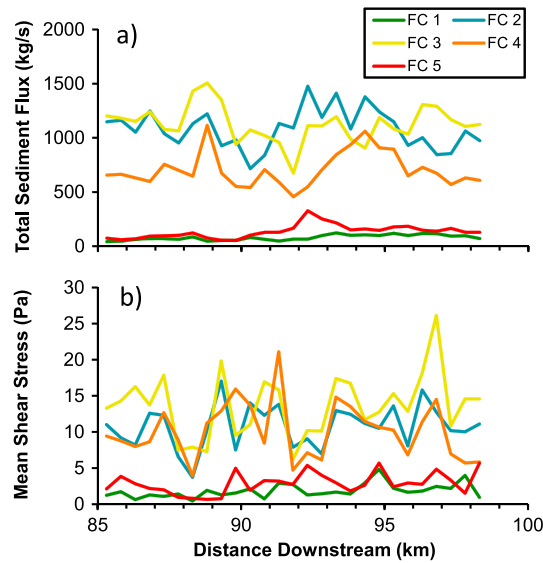 a)
FC 1 FC 2
FC 3 FC 4
FC 5
Total Sediment Flux (kg/s)
2000
1500
1000
500
0
b)
Mean Shear Stress (Pa)
30
25
20
15
10
5
0
85 90 95 100
Distance Downstream (km)